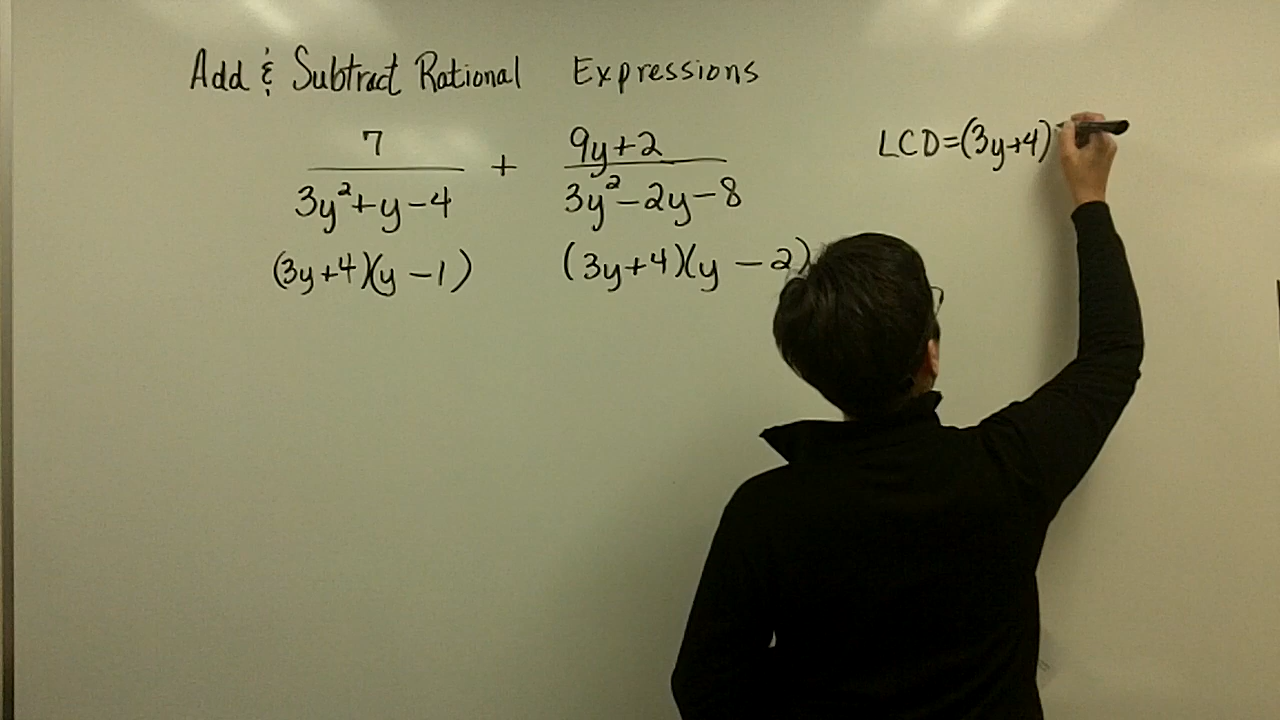 Add & Subtract Rational Expressions
7 + 9y+2
3y²+y-4 3y²-2y-8
(3y+4)(y-1) (3y+4)(y-2)
LCD=(3y+4)